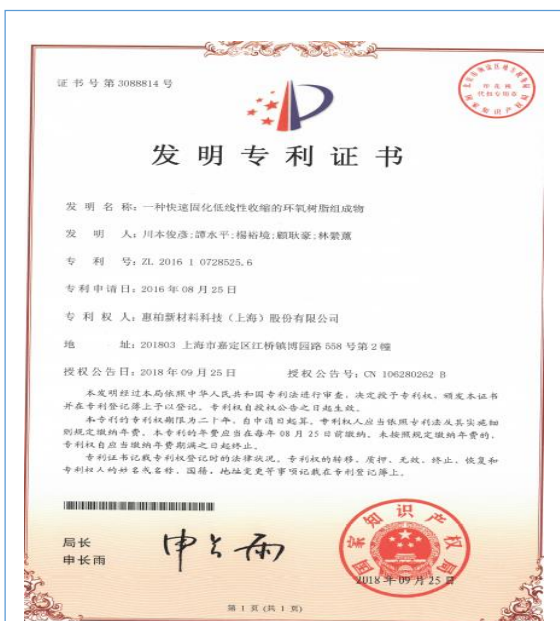 证书号第3088814号
发明专利证书
发明名称：一种快速固化低线性收缩的环氧树脂组成物
发明人：川本俊彦;譚水平;楊裕境;顧耿豪;林縈薰
专利号：ZL 2016 1 0728525.6
专利申请日：2016年08月25日
专利权人：惠柏新材料科技（上海）股份有限公司
地址：201803 上海市嘉定区江桥镇博园路558号第2幢
授权公告日：2018年09月25日 授权公告号：CN 106280262 B
本发明经过本局依照中华人民共和国专利法进行审查，决定授予专利权，颁发本证书
并在专利登记簿上予以登记。专利权自授权公告之日起生效。
本专利的专利权期限为二十年，自申请日起算。专利权人应当依照专利法及其实施细
则规定缴纳年费。本专利的年费应当在每年08月25日前缴纳。未按照规定缴纳年费的，
专利权自应当缴纳年费期满之日起终止。
专利证书记载专利权登记时的法律状况。专利权的转移、质押、无效、终止、恢复和
专利权人的姓名或名称、国籍、地址变更等事项记载在专利登记簿上。
局长
申长雨
申长雨
国家知识产权局
2018年09月25日
第1页(共1页)